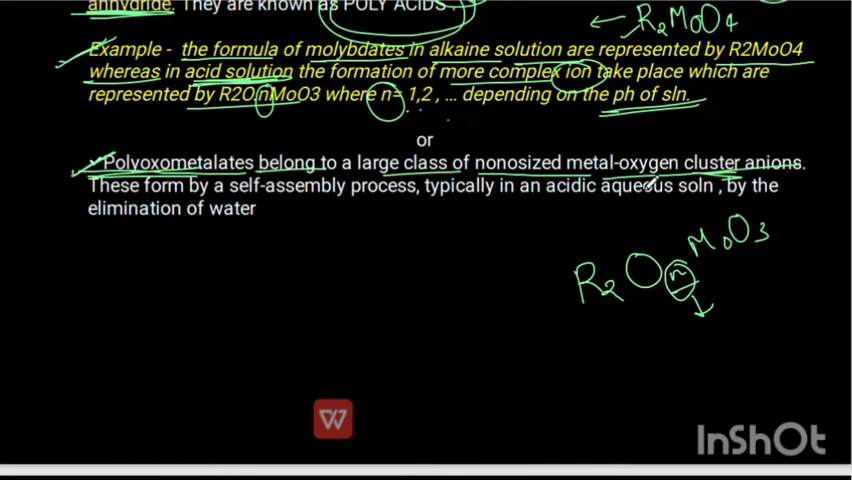 anhydride. They are known as POLY ACIDS.
R2MoO4
Example - the formula of molybdates in alkaine solution are represented by R2MoO4
whereas in acid solution the formation of more complex ion take place which are
represented by R2OnMoO3 where n= 1,2 , ... depending on the ph of sln.
or
Polyoxometalates belong to a large class of nonosized metal-oxygen cluster anions.
These form by a self-assembly process, typically in an acidic aqueous soln , by the
elimination of water
R2 O n MoO3
W
InShOt